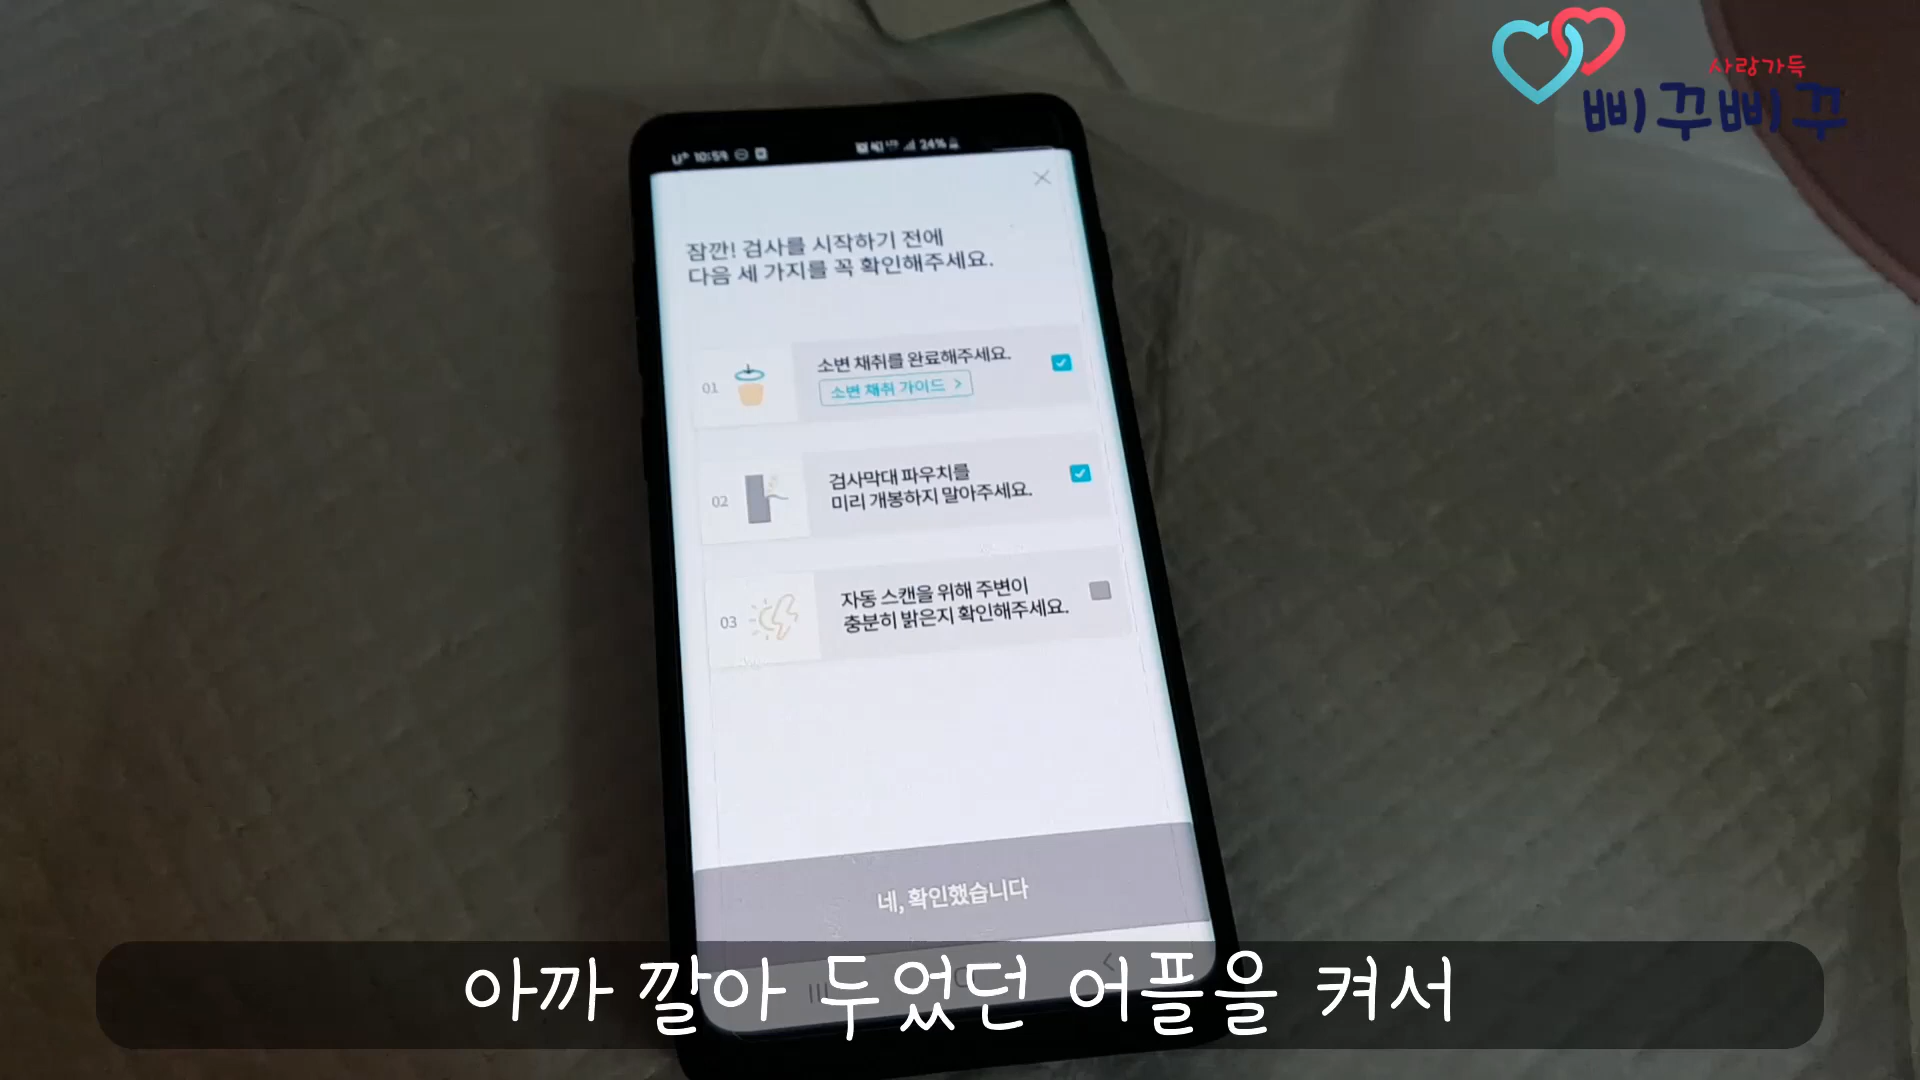 사랑가득
삐꾸삐꾸
U+ 10:59 24%
잠깐! 검사를 시작하기 전에
다음 세 가지를 꼭 확인해주세요.
01
소변 채취를 완료해주세요.
소변 채취 가이드 >
02
검사막대 파우치를
미리 개봉하지 말아주세요.
03
자동 스캔을 위해 주변이
충분히 밝은지 확인해주세요.
네, 확인했습니다
아까 깔아 두었던 어플을 켜서